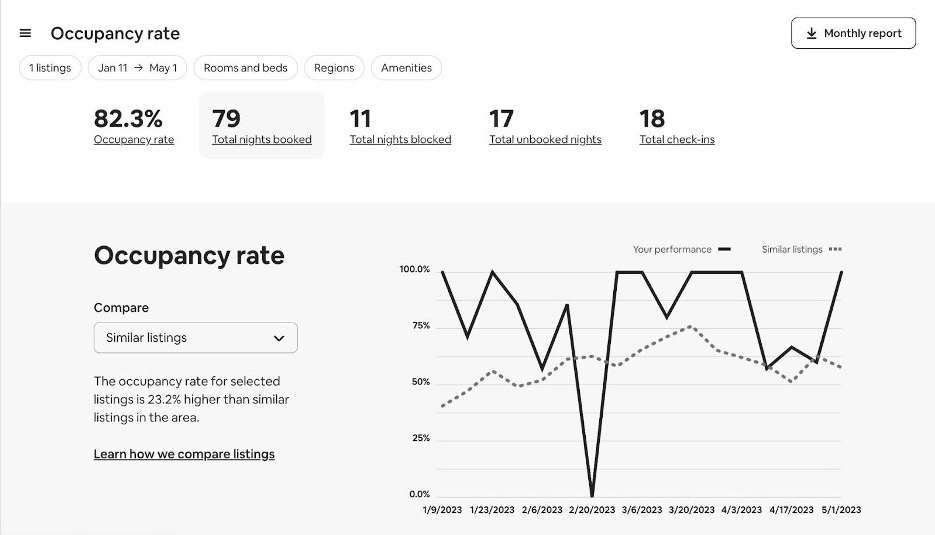 Occupancy rate
Monthly report
1 listings
Jan 11 → May 1
Rooms and beds
Regions
Amenities
82.3%
Occupancy rate
79
Total nights booked
11
Total nights blocked
17
Total unbooked nights
18
Total check-ins
Occupancy rate
Compare
Similar listings
The occupancy rate for selected
listings is 23.2% higher than similar
listings in the area.
Learn how we compare listings
Your performance
Similar listings
100.0%
75%
50%
25%
0.0%
1/9/2023 1/23/2023 2/6/2023 2/20/2023 3/6/2023 3/20/2023 4/3/2023 4/17/2023 5/1/2023